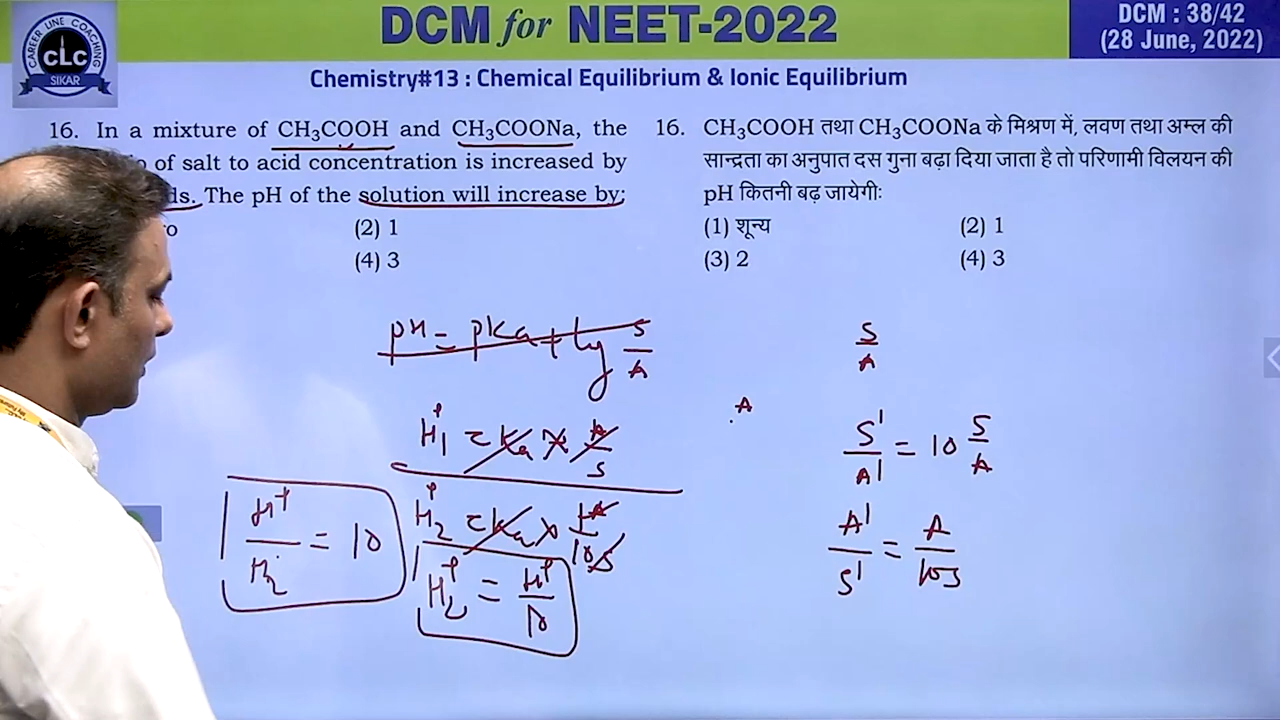 DCM for NEET-2022
DCM : 38/42
(28 June, 2022)
CAREER LINE COACHING
CLC
SIKAR
Chemistry#13 : Chemical Equilibrium & Ionic Equilibrium
16. In a mixture of CH₃COOH and CH₃COONa, the
of salt to acid concentration is increased by
The pH of the solution will increase by;
(2) 1
(4) 3
16. CH₃COOH तथा CH₃COONa के मिश्रण में, लवण तथा अम्ल की
सान्द्रता का अनुपात दस गुना बढ़ा दिया जाता है तो परिणामी विलयन की
pH कितनी बढ़ जायेगीः
(1) शून्य (2) 1
(3) 2 (4) 3
pH = pKa + log S/A
H₁⁺ = Ka × A/S
H₂⁺ = Ka × A/10S
H₂⁺ = H⁺/10
H⁺/H₂ = 10
S/A
A
S'/A' = 10 S/A
A'/S' = A/10S